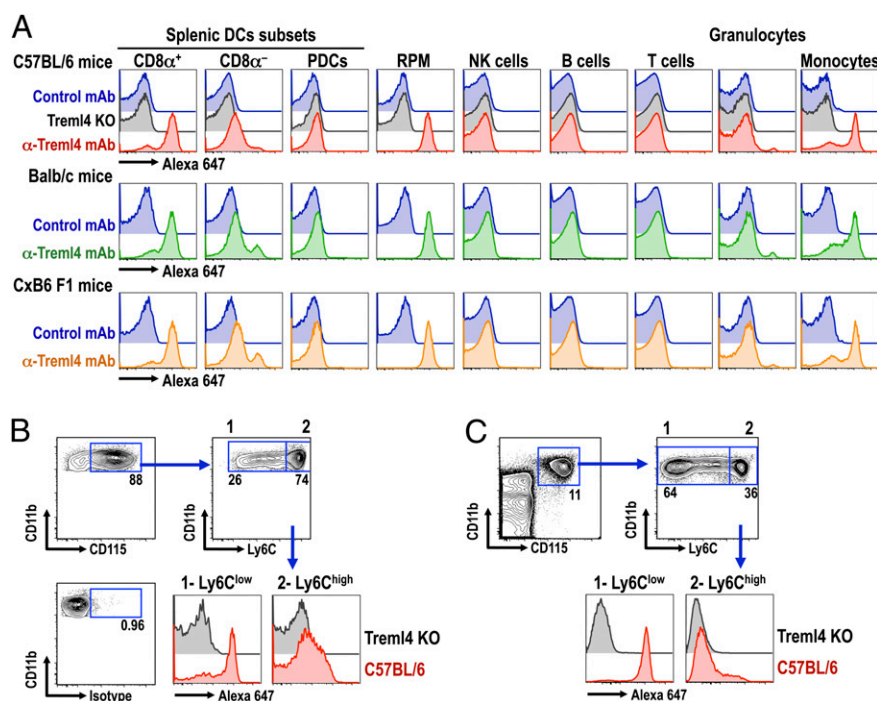 A
Splenic DCs subsets
Granulocytes
C57BL/6 mice
CD8α⁺ CD8α⁻ PDCs RPM NK cells B cells T cells Monocytes
Control mAb
Treml4 KO
α-Treml4 mAb
Alexa 647
Balb/c mice
Control mAb
α-Treml4 mAb
Alexa 647
CxB6 F1 mice
Control mAb
α-Treml4 mAb
Alexa 647
B
1 2
88
26 74
CD11b
CD115
CD11b
Ly6C
1- Ly6Clow 2- Ly6Chigh
0.96
CD11b
Isotype
Treml4 KO
C57BL/6
Alexa 647
C
1 2
11
64 36
CD11b
CD115
CD11b
Ly6C
1- Ly6Clow 2- Ly6Chigh
Treml4 KO
C57BL/6
Alexa 647